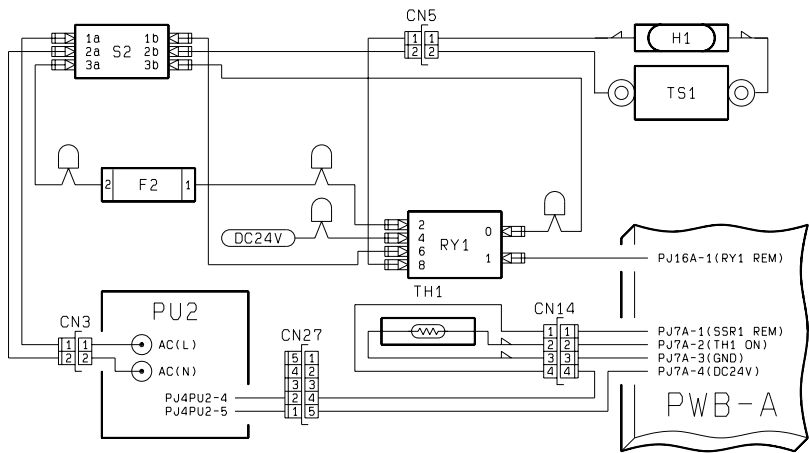 CN5
1a S2 1b
2a 2b
3a 3b
1 1
2 2
H1
TS1
2 F2 1
DC24V
2 RY1 0
4
6 1
8
PJ16A-1(RY1 REM)
TH1
CN14
PU2
CN3
CN27
1 1
2 2
AC(L)
AC(N)
5 1
4 2
3 3
2 4
1 5
PJ4PU2-4
PJ4PU2-5
1 1
2 2
3 3
4 4
PJ7A-1(SSR1 REM)
PJ7A-2(TH1 ON)
PJ7A-3(GND)
PJ7A-4(DC24V)
PWB-A